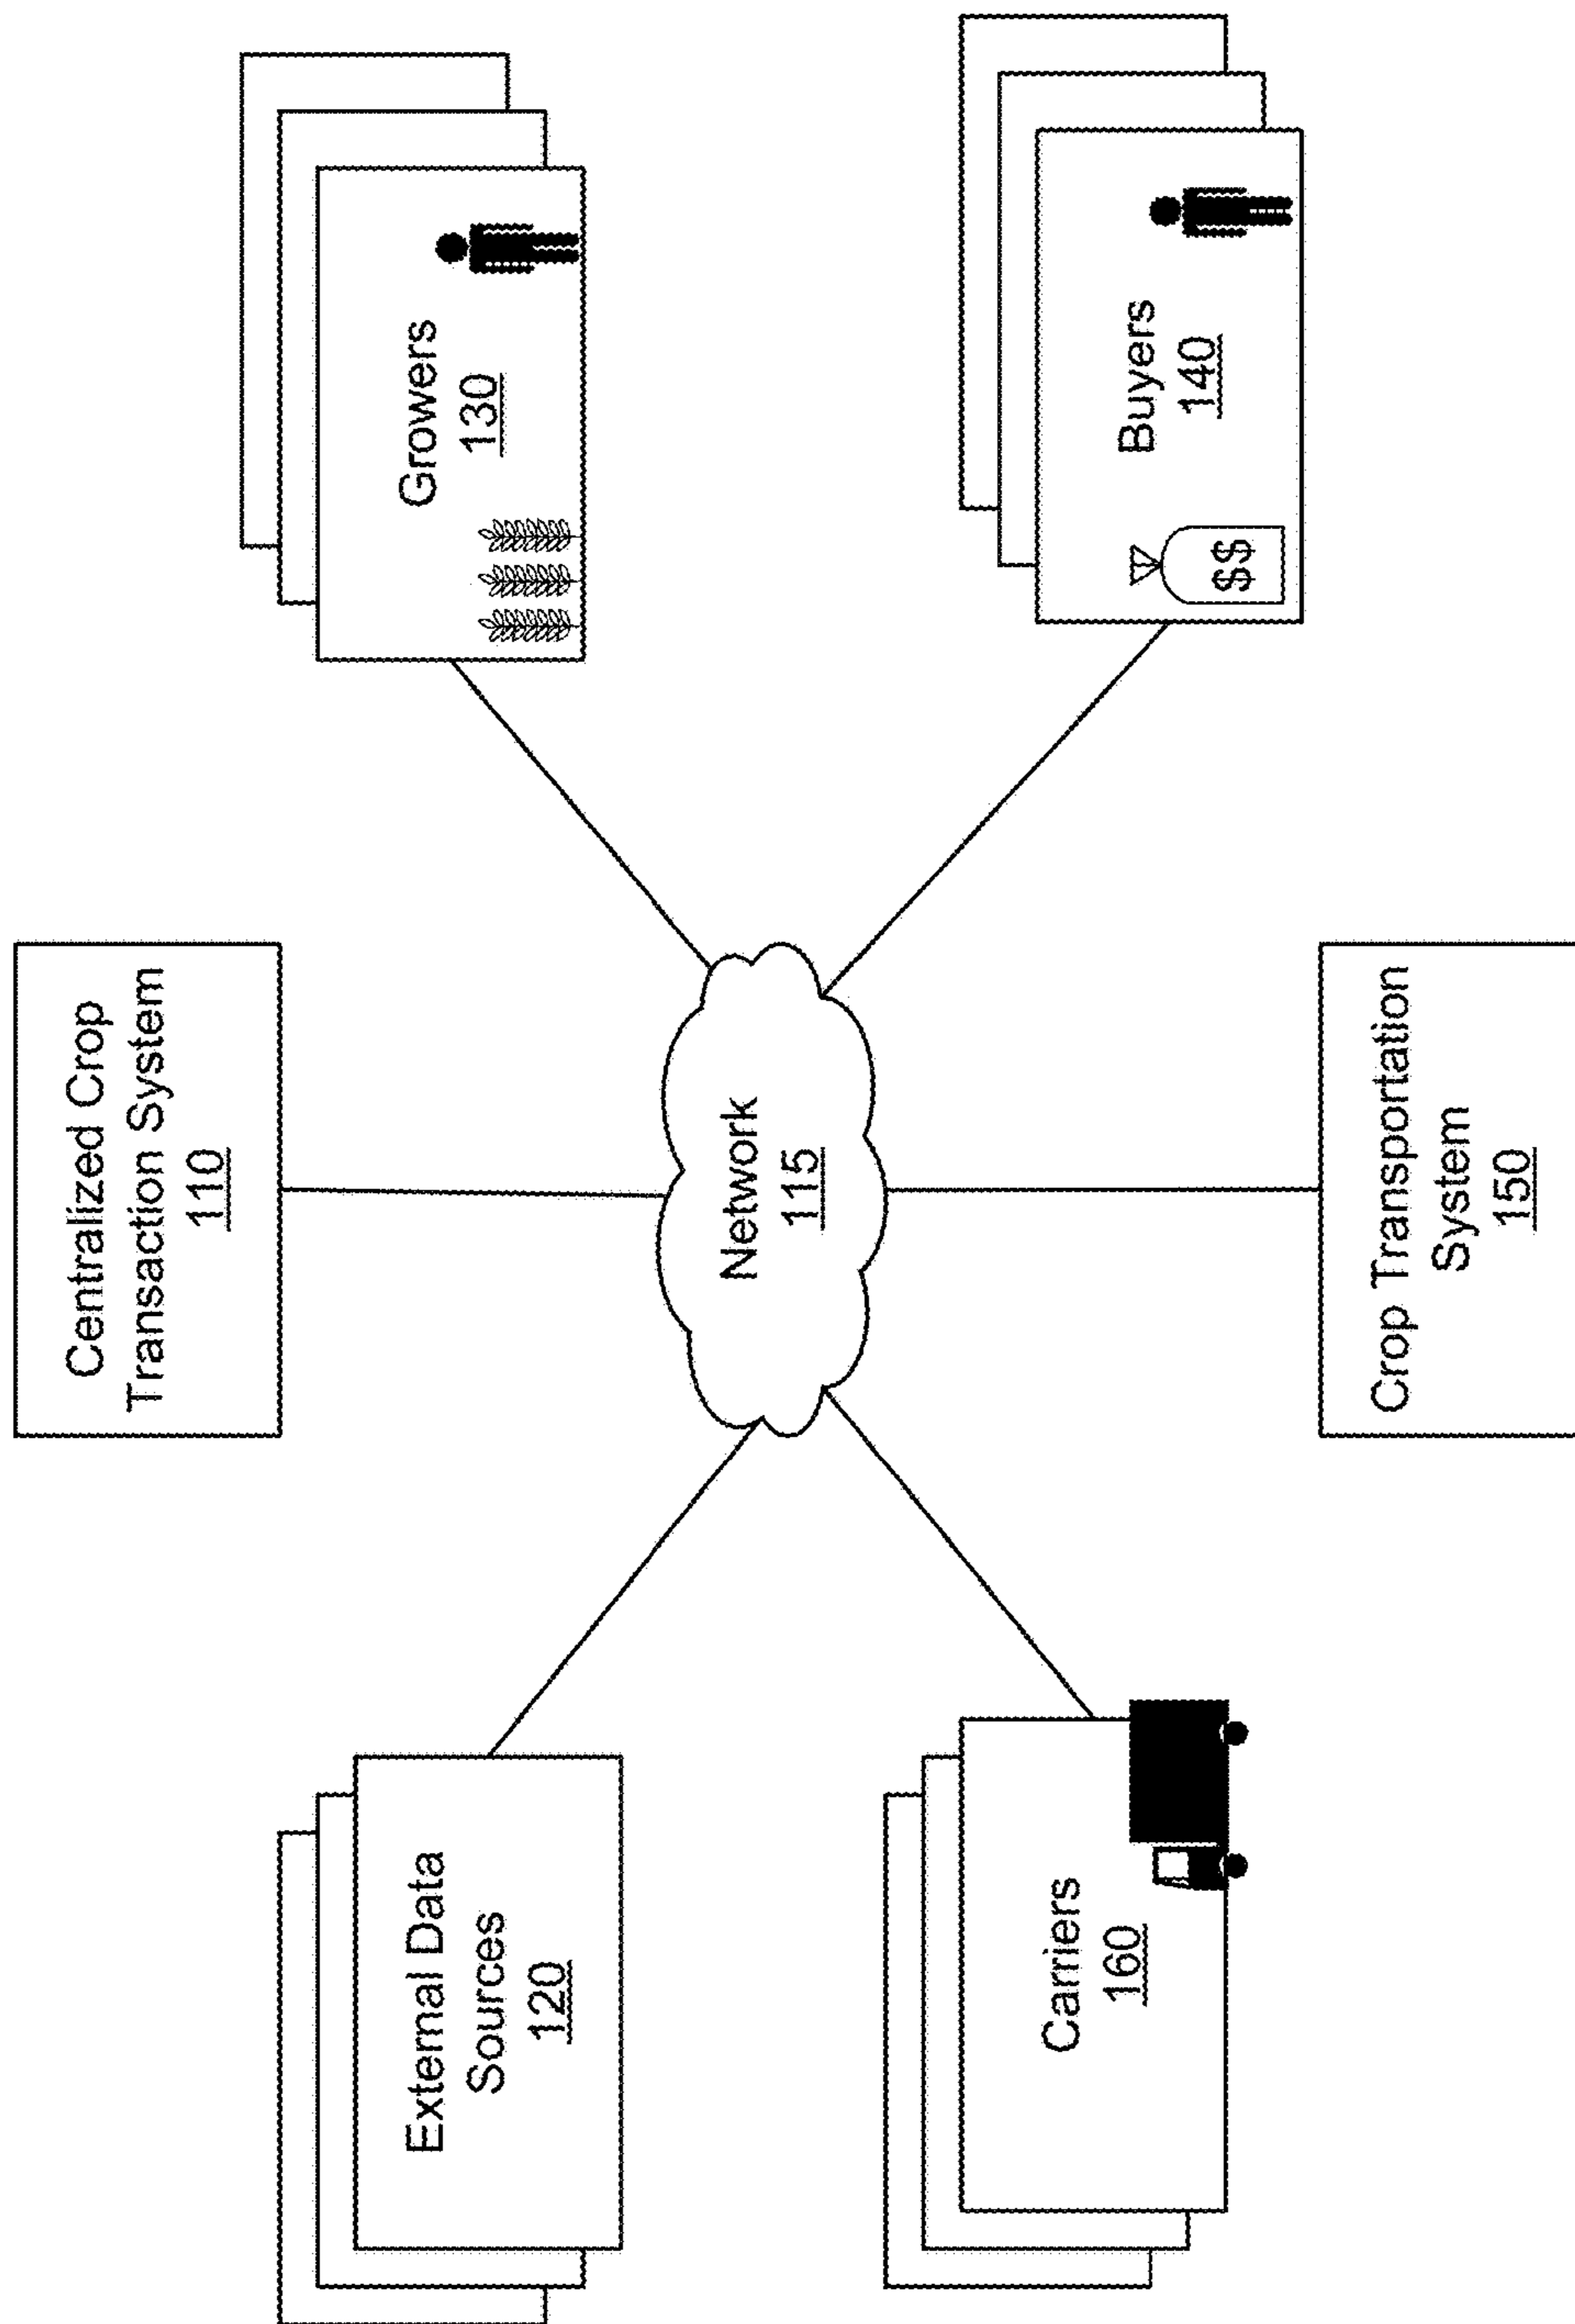 Centralized Crop
Transaction System
110
External Data
Sources
120
Growers
130
Network
115
Carriers
160
Buyers
140
$$
Crop Transportation
System
150